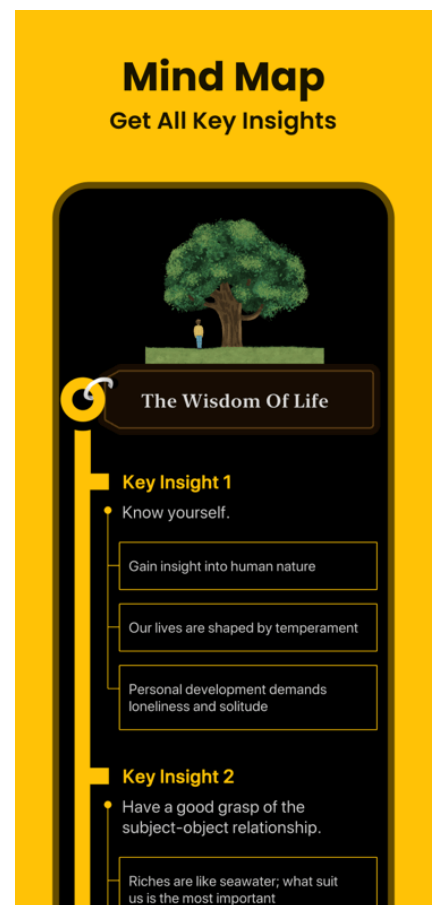 Mind Map
Get All Key Insights
The Wisdom Of Life
Key Insight 1
Know yourself.
Gain insight into human nature
Our lives are shaped by temperament
Personal development demands
loneliness and solitude
Key Insight 2
Have a good grasp of the
subject-object relationship.
Riches are like seawater; what suit
us is the most important